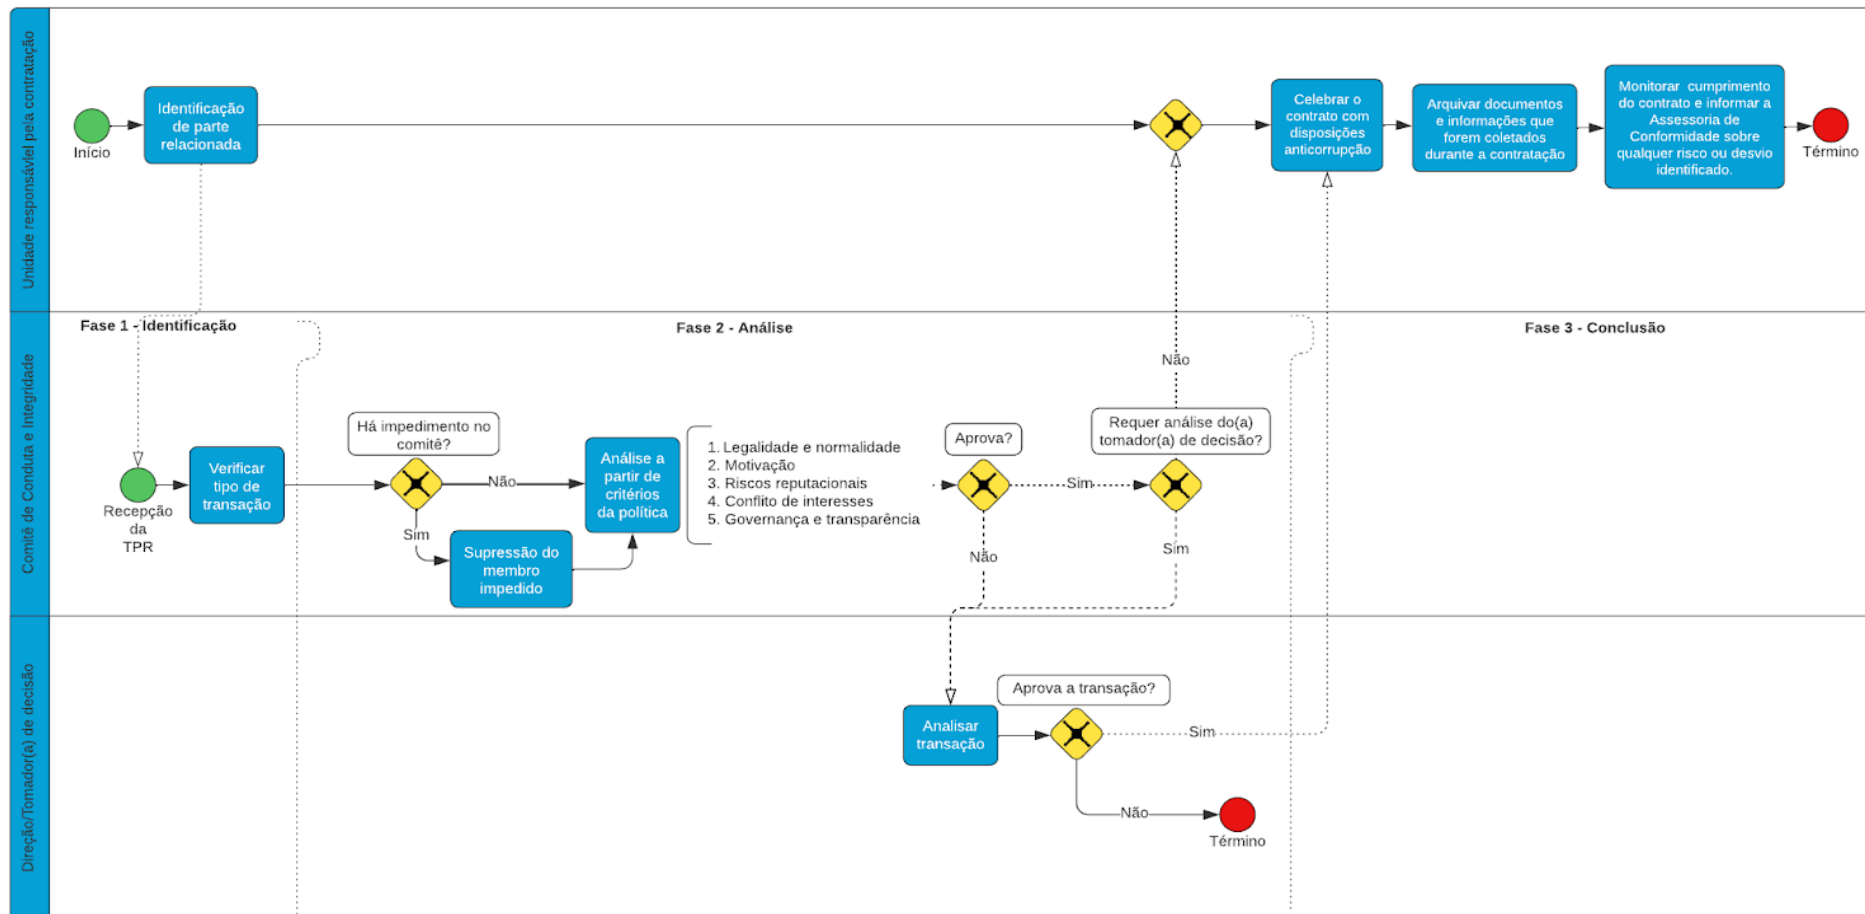 Unidade responsávlel pela contratação
Início
Identificação
de parte
relacionada
Celebrar o
contrato com
disposições
anticorrupção
Arquivar documentos
e informações que
forem coletados
durante a contratação
Monitorar cumprimento
do contrato e informar a
Assessoria de
Conformidade sobre
qualquer risco ou desvio
identificado.
Término
Comitê de Conduta e Integridade
Fase 1 - Identificação
Fase 2 - Análise
Fase 3 - Conclusão
Recepção
da
TPR
Verificar
tipo de
transação
Há impedimento no
comitê?
Não
Sim
Supressão do
membro
impedido
Análise a
partir de
critérios
da política
1. Legalidade e normalidade
2. Motivação
3. Riscos reputacionais
4. Conflito de interesses
5. Governança e transparência
Aprova?
Sim
Não
Requer análise do(a)
tomador(a) de decisão?
Não
Sim
Direção/Tomador(a) de decisão
Analisar
transação
Aprova a transação?
Sim
Não
Término